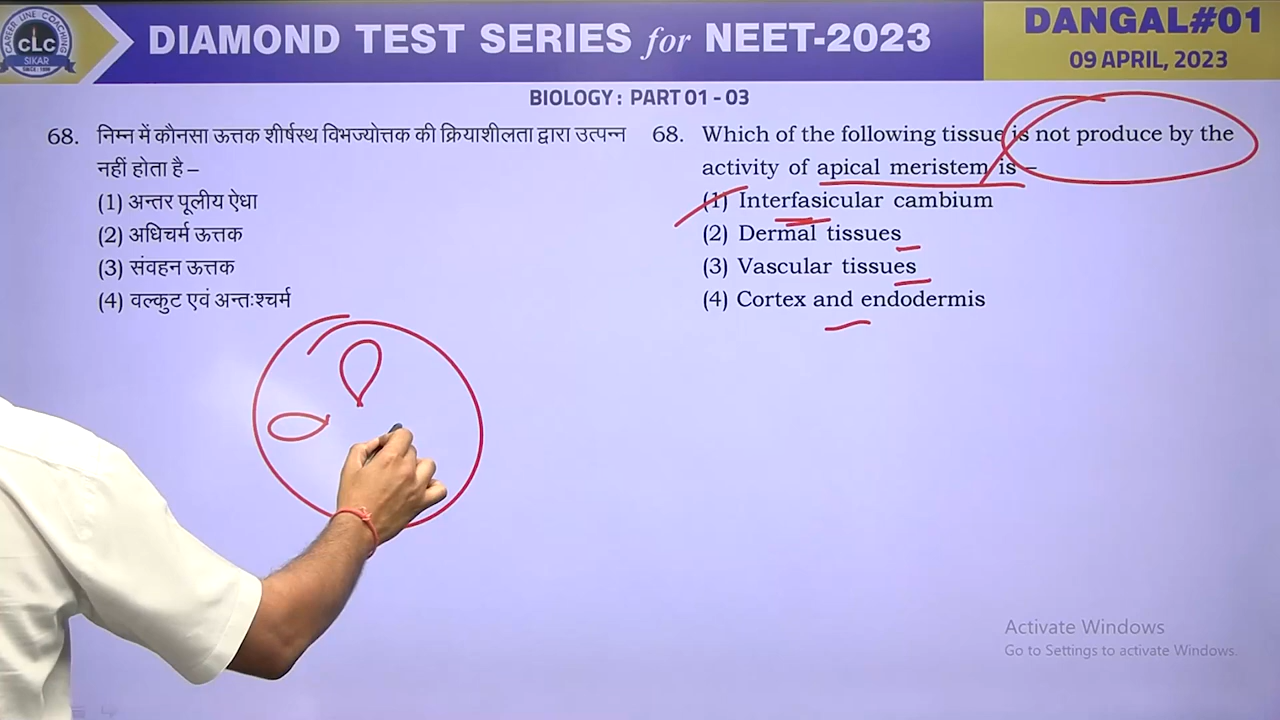 CAREER LINE COACHING
CLC
SIKAR
DIAMOND TEST SERIES for NEET-2023
DANGAL#01
09 APRIL, 2023
BIOLOGY : PART 01 - 03
68. निम्न में कौनसा ऊत्तक शीर्षस्थ विभज्योत्तक की क्रियाशीलता द्वारा उत्पन्न
नहीं होता है –
(1) अन्तर पूलीय ऐधा
(2) अधिचर्म ऊत्तक
(3) संवहन ऊत्तक
(4) वल्कुट एवं अन्तःश्चर्म
68. Which of the following tissue is not produce by the
activity of apical meristem is –
(1) Interfasicular cambium
(2) Dermal tissues
(3) Vascular tissues
(4) Cortex and endodermis
Activate Windows
Go to Settings to activate Windows.